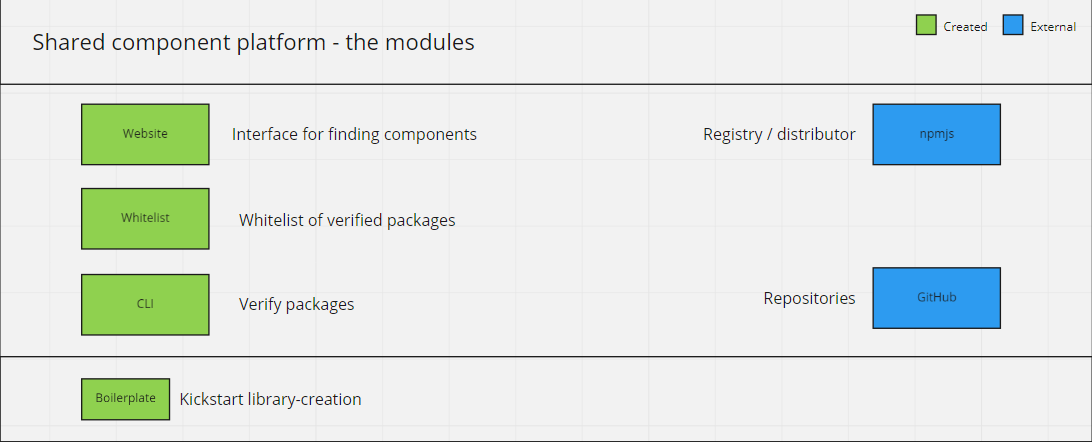 Shared component platform - the modules
Created
External
Website
Interface for finding components
Registry / distributor
npmjs
Whitelist
Whitelist of verified packages
CLI
Verify packages
Repositories
GitHub
Boilerplate
Kickstart library-creation